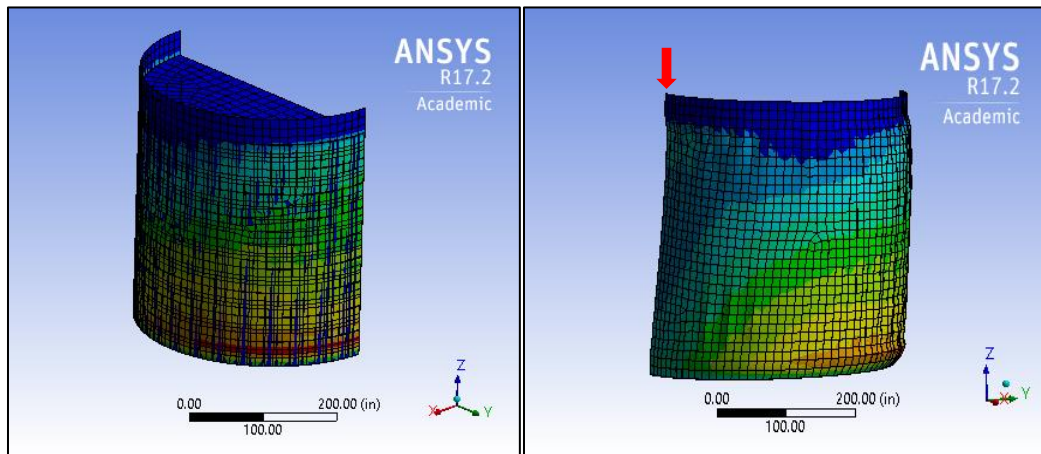 ANSYS
R17.2
Academic
Z
X
Y
0.00
200.00 (in)
100.00
ANSYS
R17.2
Academic
Z
X
Y
0.00
200.00 (in)
100.00